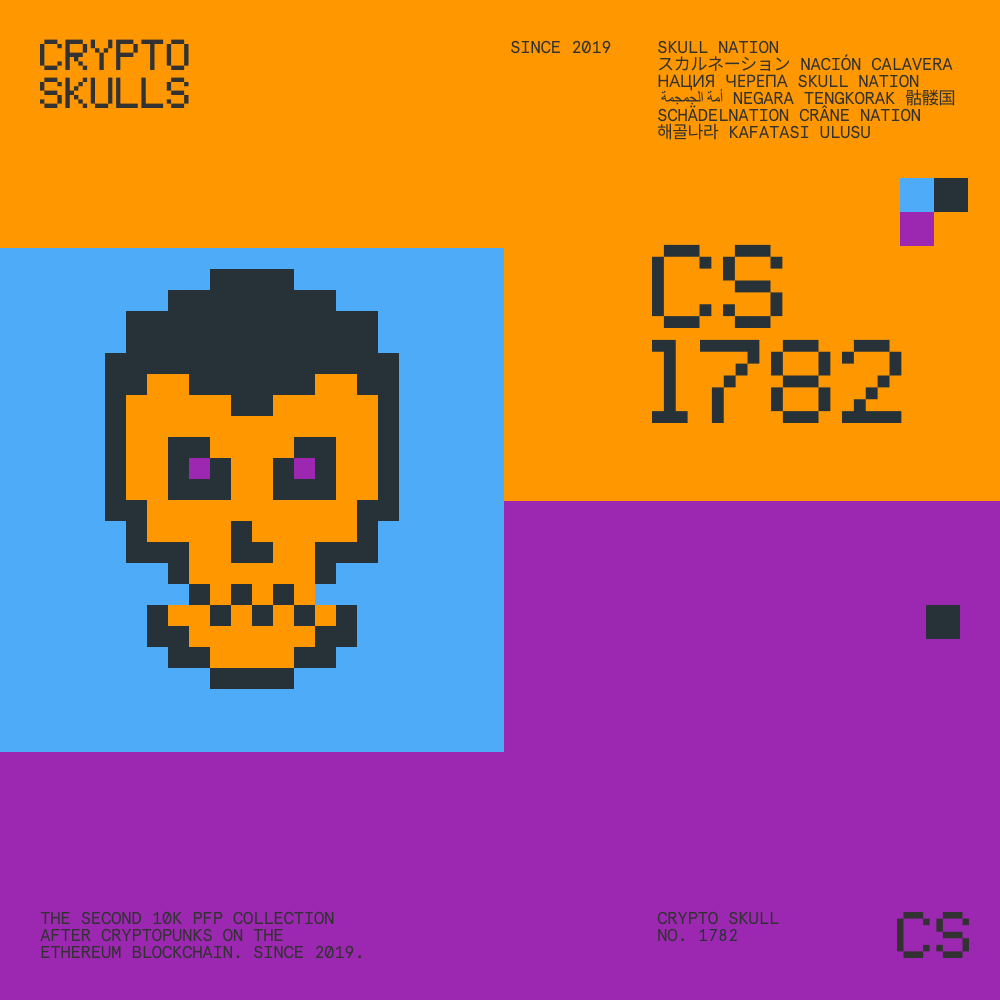 CRYPTO
SKULLS
SINCE 2019
SKULL NATION
スカルネーション NACIÓN CALAVERA
НАЦИЯ ЧЕРЕПА SKULL NATION
أمة الجمجمة NEGARA TENGKORAK 骷髅国
SCHÄDELNATION CRÂNE NATION
해골나라 KAFATASI ULUSU
CS
1782
THE SECOND 10K PFP COLLECTION
AFTER CRYPTOPUNKS ON THE
ETHEREUM BLOCKCHAIN. SINCE 2019.
CRYPTO SKULL
NO. 1782
CS